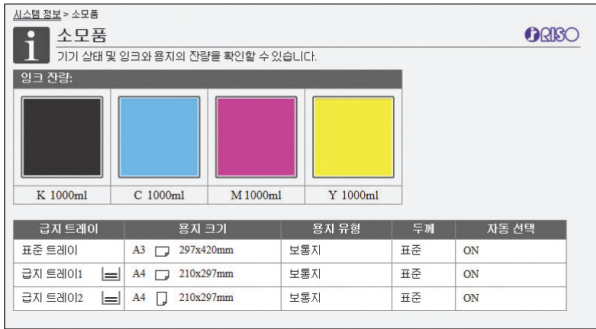 시스템 정보 > 소모품
소모품
RISO
기기 상태 및 잉크와 용지의 잔량을 확인할 수 있습니다.
잉크 잔량:
K 1000ml C 1000ml M 1000ml Y 1000ml
급지 트레이 용지 크기 용지 유형 두께 자동 선택
표준 트레이 A3 297x420mm 보통지 표준 ON
급지 트레이1 A4 210x297mm 보통지 표준 ON
급지 트레이2 A4 210x297mm 보통지 표준 ON